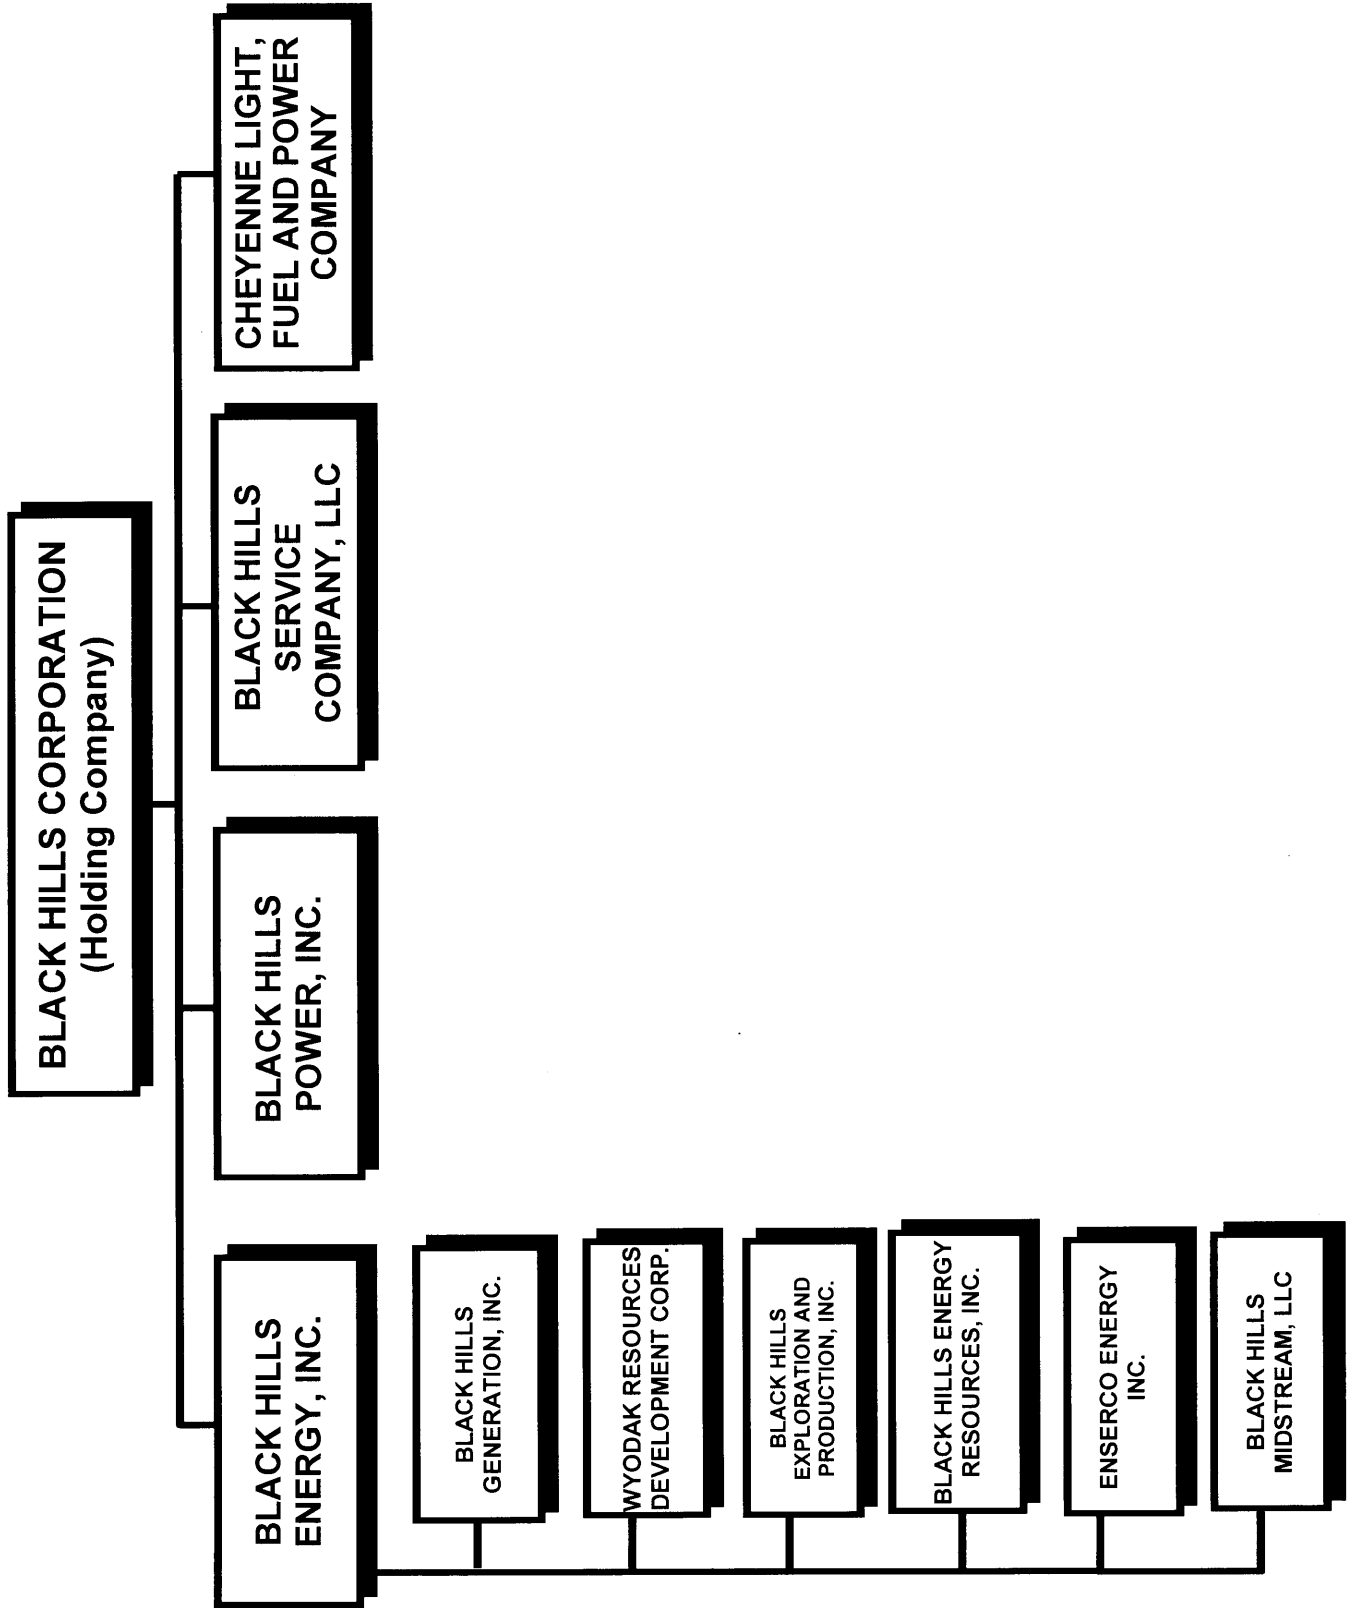 BLACK HILLS CORPORATION
(Holding Company)
BLACK HILLS
ENERGY, INC.
BLACK HILLS
POWER, INC.
BLACK HILLS
SERVICE
COMPANY, LLC
CHEYENNE LIGHT,
FUEL AND POWER
COMPANY
BLACK HILLS
GENERATION, INC.
WYODAK RESOURCES
DEVELOPMENT CORP.
BLACK HILLS
EXPLORATION AND
PRODUCTION, INC.
BLACK HILLS ENERGY
RESOURCES, INC.
ENSERCO ENERGY
INC.
BLACK HILLS
MIDSTREAM, LLC